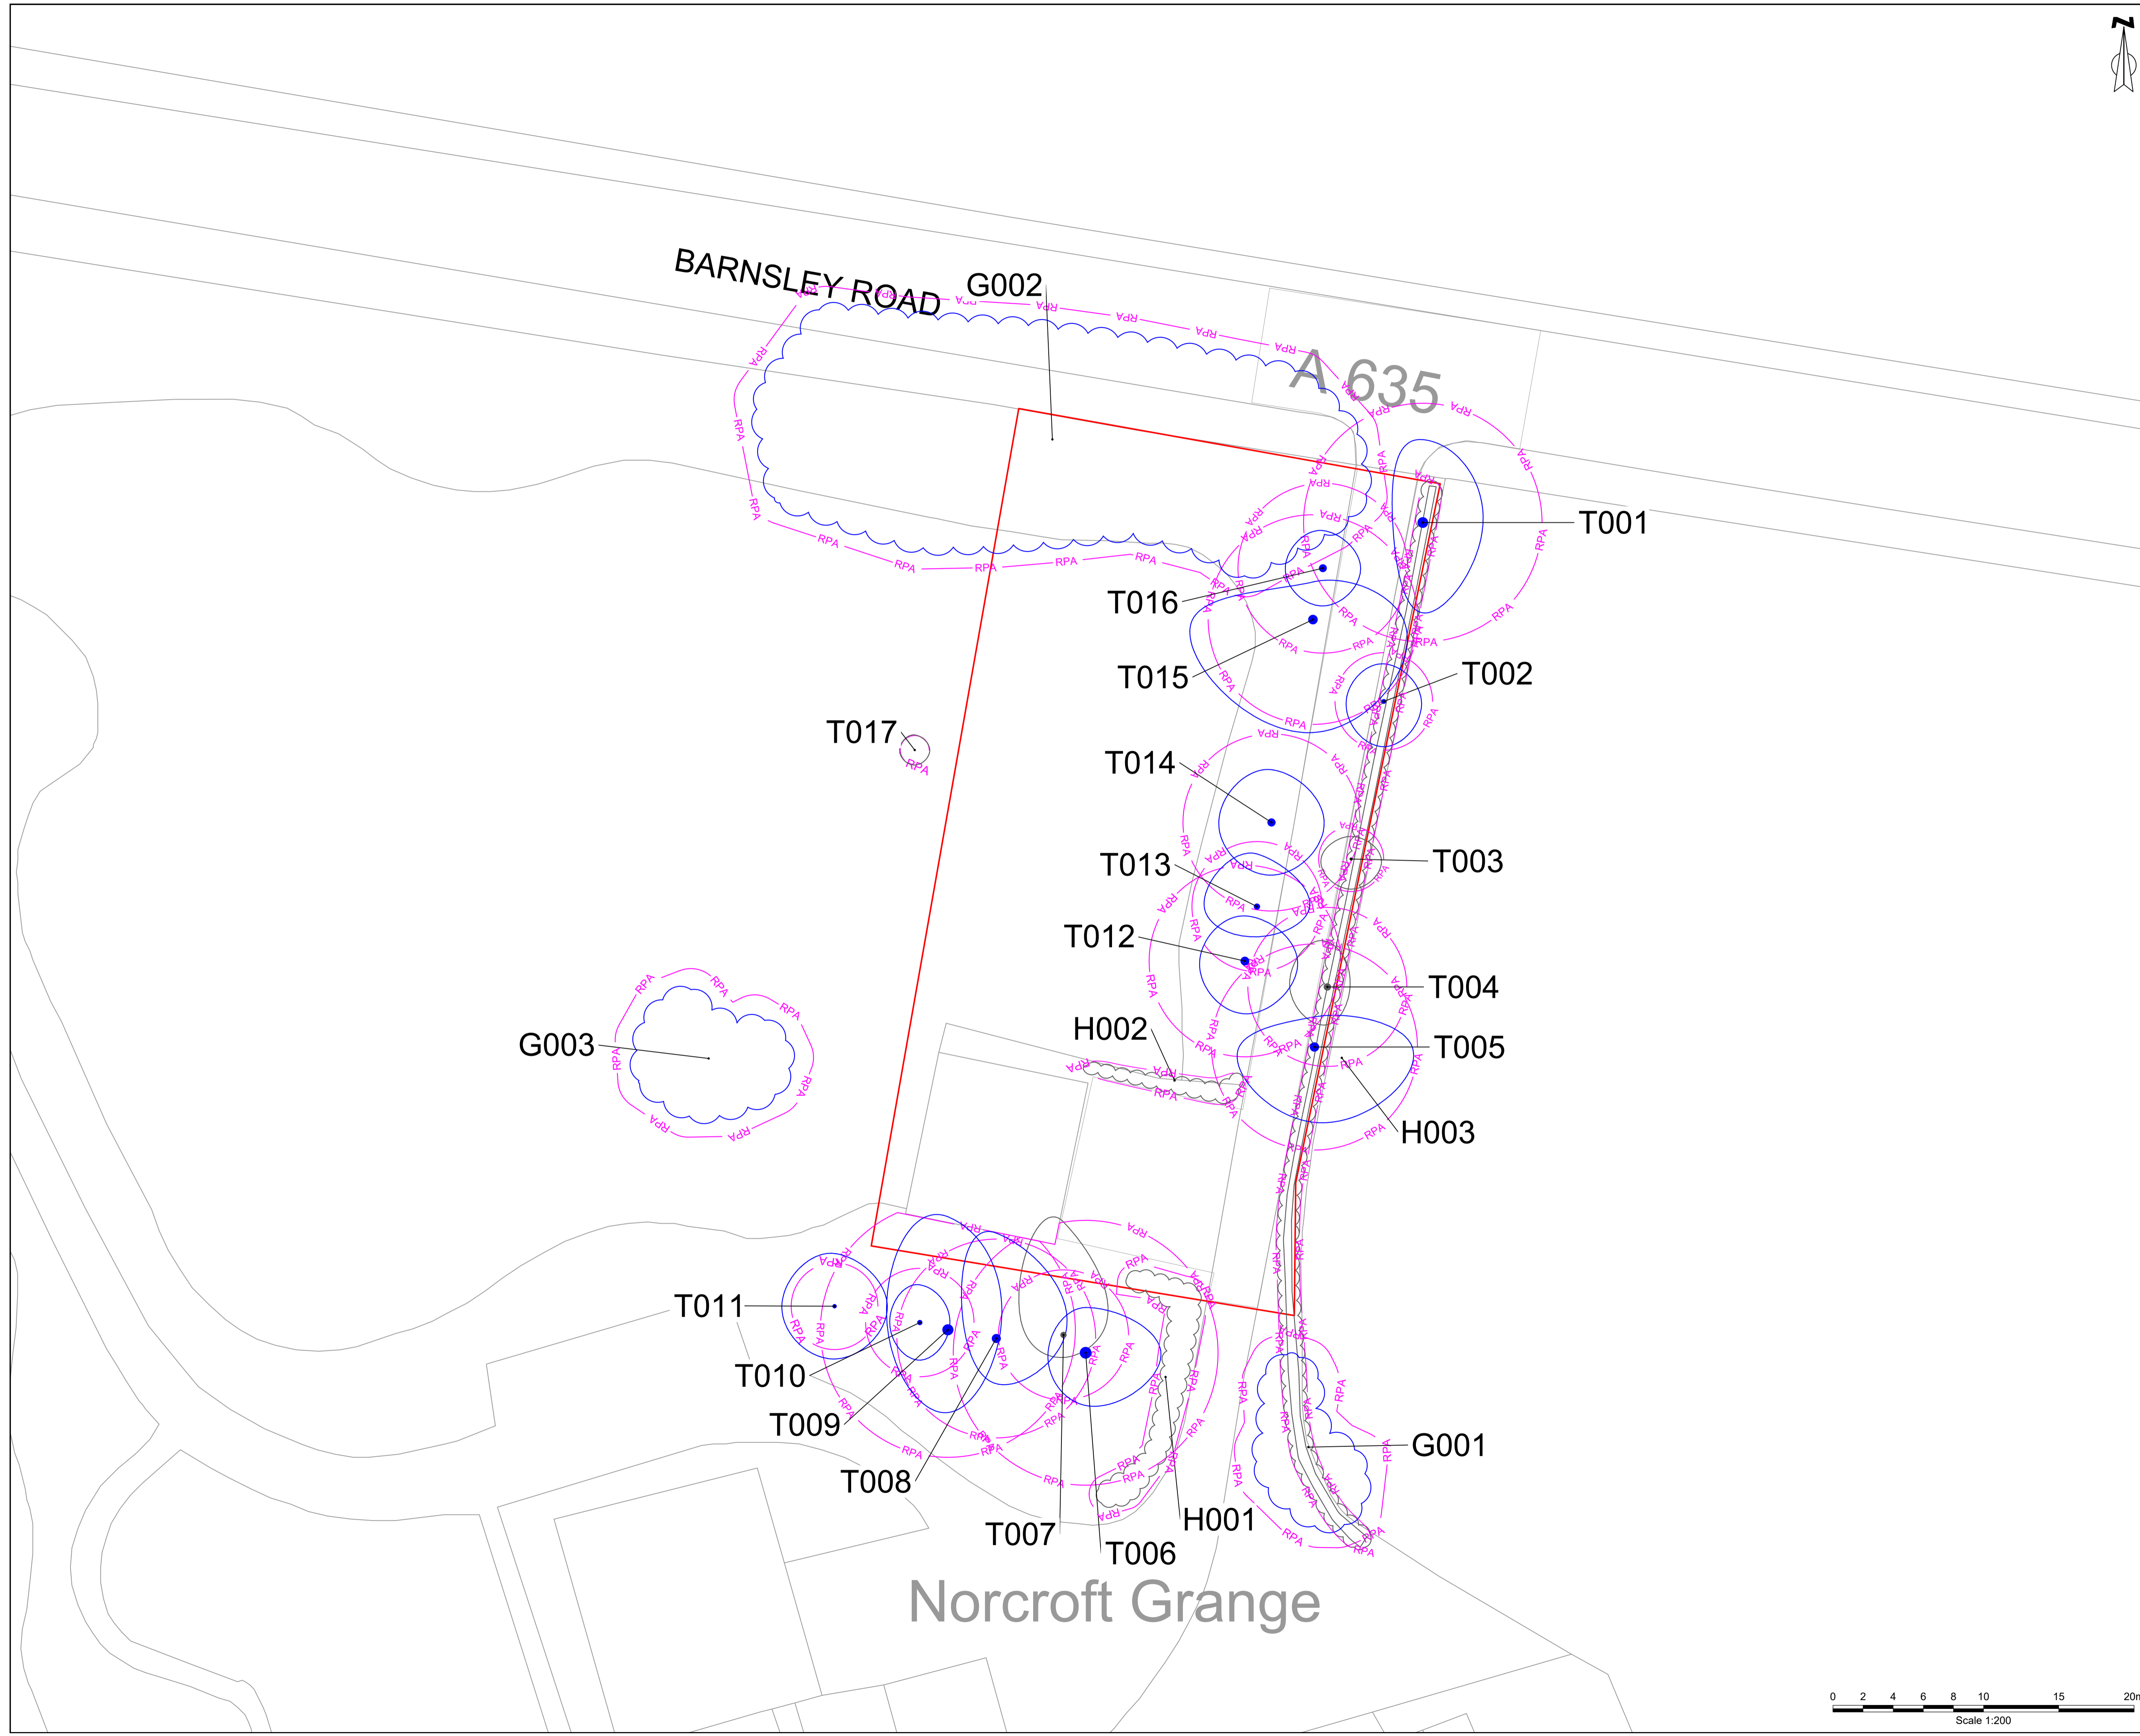 N
BARNSLEY ROAD
G002
A 635
T001
T016
T015
T002
T017
T014
T013
T003
T012
T004
H002
G003
T005
H003
T011
T010
T009
G001
T008
T007
H001
T006
Norcroft Grange
0 2 4 6 8 10 15 20m
Scale 1:200
RPA